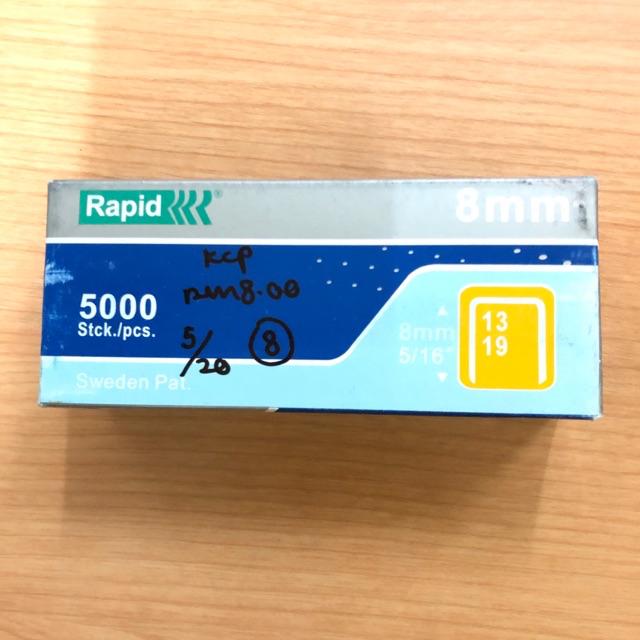 Rapid®
8mm
KCP
RM8.00
5000
Stck./pcs.
5/20
8
8mm
5/16"
13
19
Sweden Pat.